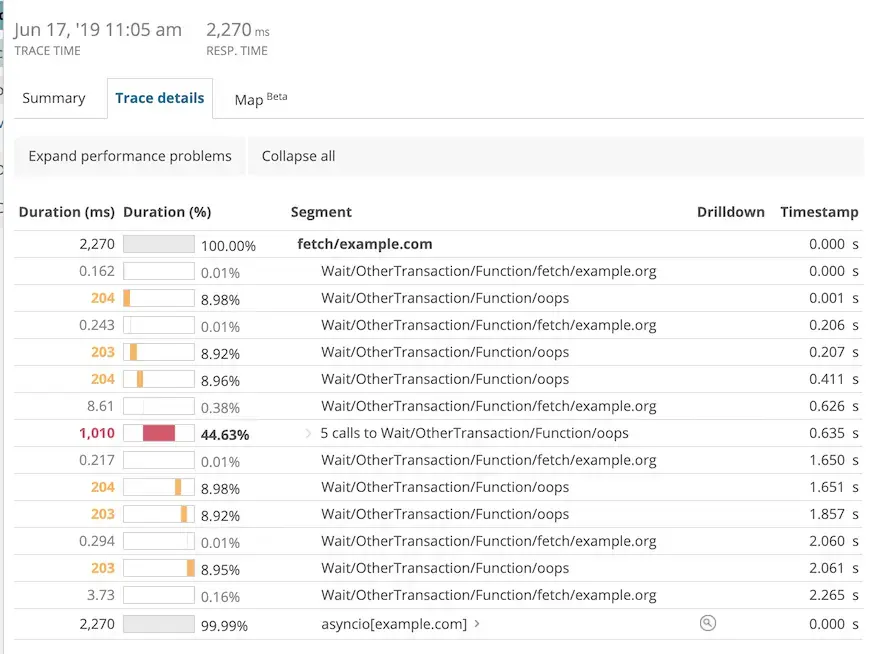 Jun 17, '19 11:05 am 2,270 ms
TRACE TIME RESP. TIME
Summary Trace details Map Beta
Expand performance problems Collapse all
Duration (ms) Duration (%) Segment Drilldown Timestamp
2,270 100.00% fetch/example.com 0.000 s
0.162 0.01% Wait/OtherTransaction/Function/fetch/example.org 0.000 s
204 8.98% Wait/OtherTransaction/Function/oops 0.001 s
0.243 0.01% Wait/OtherTransaction/Function/fetch/example.org 0.206 s
203 8.92% Wait/OtherTransaction/Function/oops 0.207 s
204 8.96% Wait/OtherTransaction/Function/oops 0.411 s
8.61 0.38% Wait/OtherTransaction/Function/fetch/example.org 0.626 s
1,010 44.63% 5 calls to Wait/OtherTransaction/Function/oops 0.635 s
0.217 0.01% Wait/OtherTransaction/Function/fetch/example.org 1.650 s
204 8.98% Wait/OtherTransaction/Function/oops 1.651 s
203 8.92% Wait/OtherTransaction/Function/oops 1.857 s
0.294 0.01% Wait/OtherTransaction/Function/fetch/example.org 2.060 s
203 8.95% Wait/OtherTransaction/Function/oops 2.061 s
3.73 0.16% Wait/OtherTransaction/Function/fetch/example.org 2.265 s
2,270 99.99% asyncio[example.com] 0.000 s